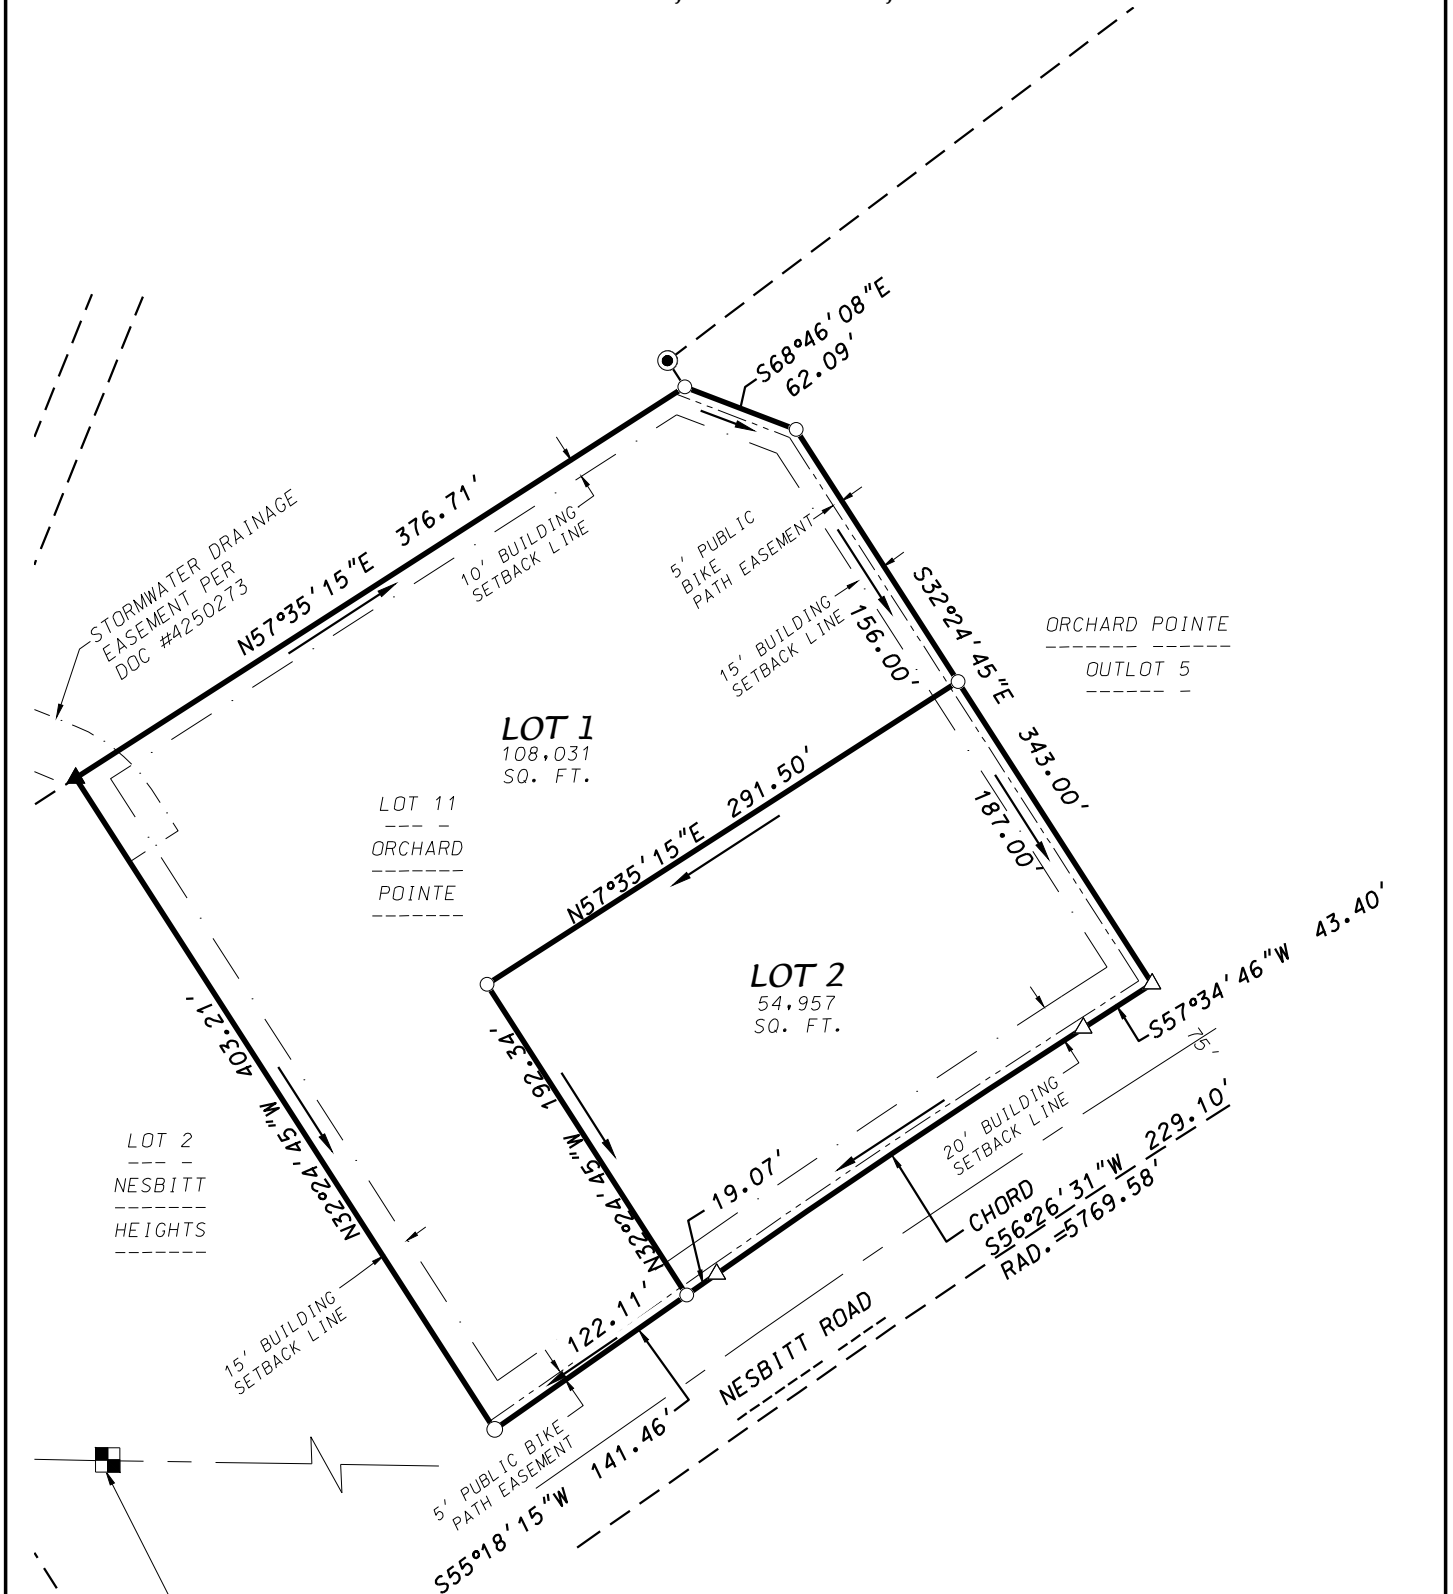 S68°46'08"E
62.09'
N57°35'15"E 376.71'
10' BUILDING
SETBACK LINE
5' PUBLIC
BIKE
PATH EASEMENT
STORMWATER DRAINAGE
EASEMENT PER
DOC #4250273
15' BUILDING
SETBACK LINE
156.00'
S32°24'45"E 343.00'
ORCHARD POINTE
OUTLOT 5
LOT 1
108,031
SQ. FT.
LOT 11
ORCHARD
POINTE
N57°35'15"E 291.50'
187.00'
LOT 2
54,957
SQ. FT.
S57°34'46"W 43.40'
75'
N32°24'45"W 403.21'
N32°24'45"W 192.34'
LOT 2
NESBITT
HEIGHTS
20' BUILDING
SETBACK LINE
CHORD
S56°26'31"W 229.10'
RAD.=5769.58'
19.07'
122.11'
15' BUILDING
SETBACK LINE
NESBITT ROAD
5' PUBLIC BIKE
PATH EASEMENT
S55°18'15"W 141.46'